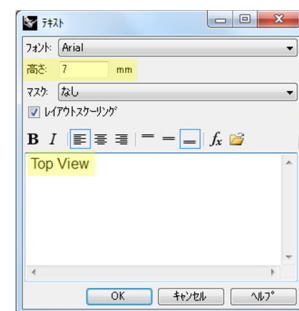 テキスト
フォント: Arial
高さ: 7 mm
マスク: なし
レイアウトスケーリング
B I fx
Top View
OK キャンセル ヘルプ